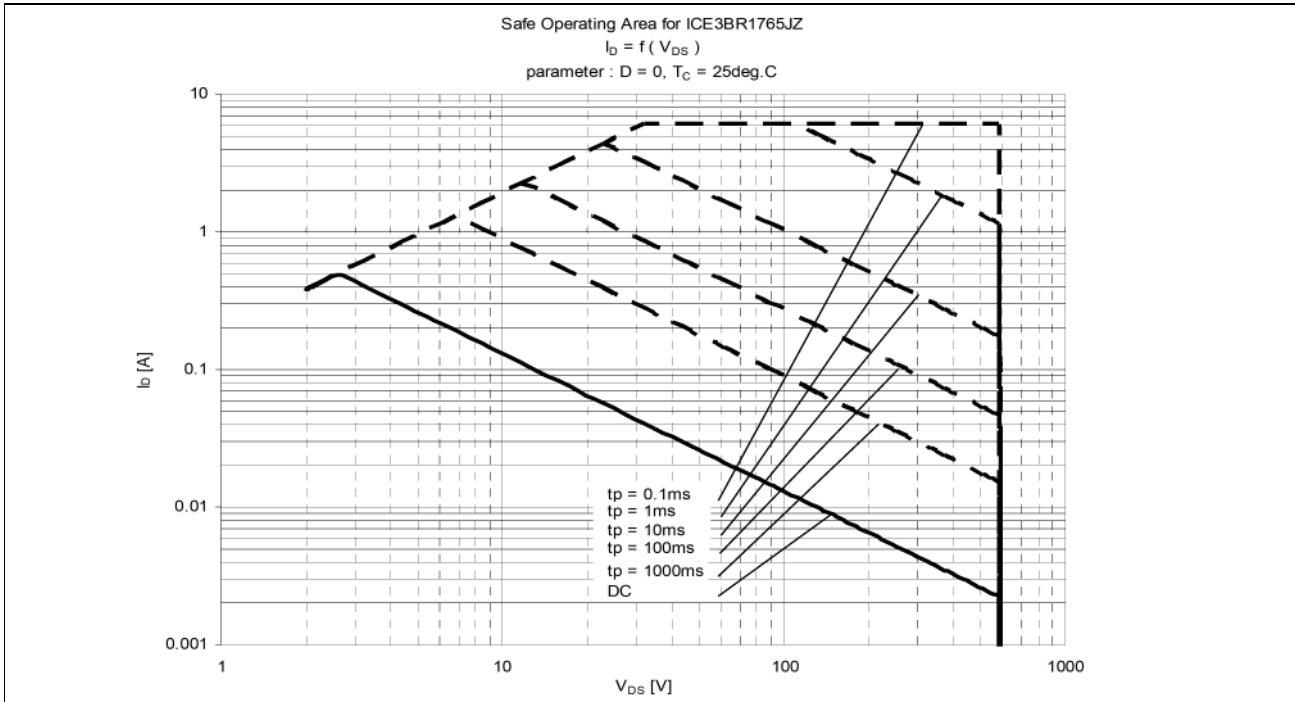 Safe Operating Area for ICE3BR1765JZ
I_D = f ( V_DS )
parameter : D = 0, T_C = 25deg.C
10
1
0.1
0.01
0.001
I_D [A]
tp = 0.1ms
tp = 1ms
tp = 10ms
tp = 100ms
tp = 1000ms
DC
1
10
100
1000
V_DS [V]